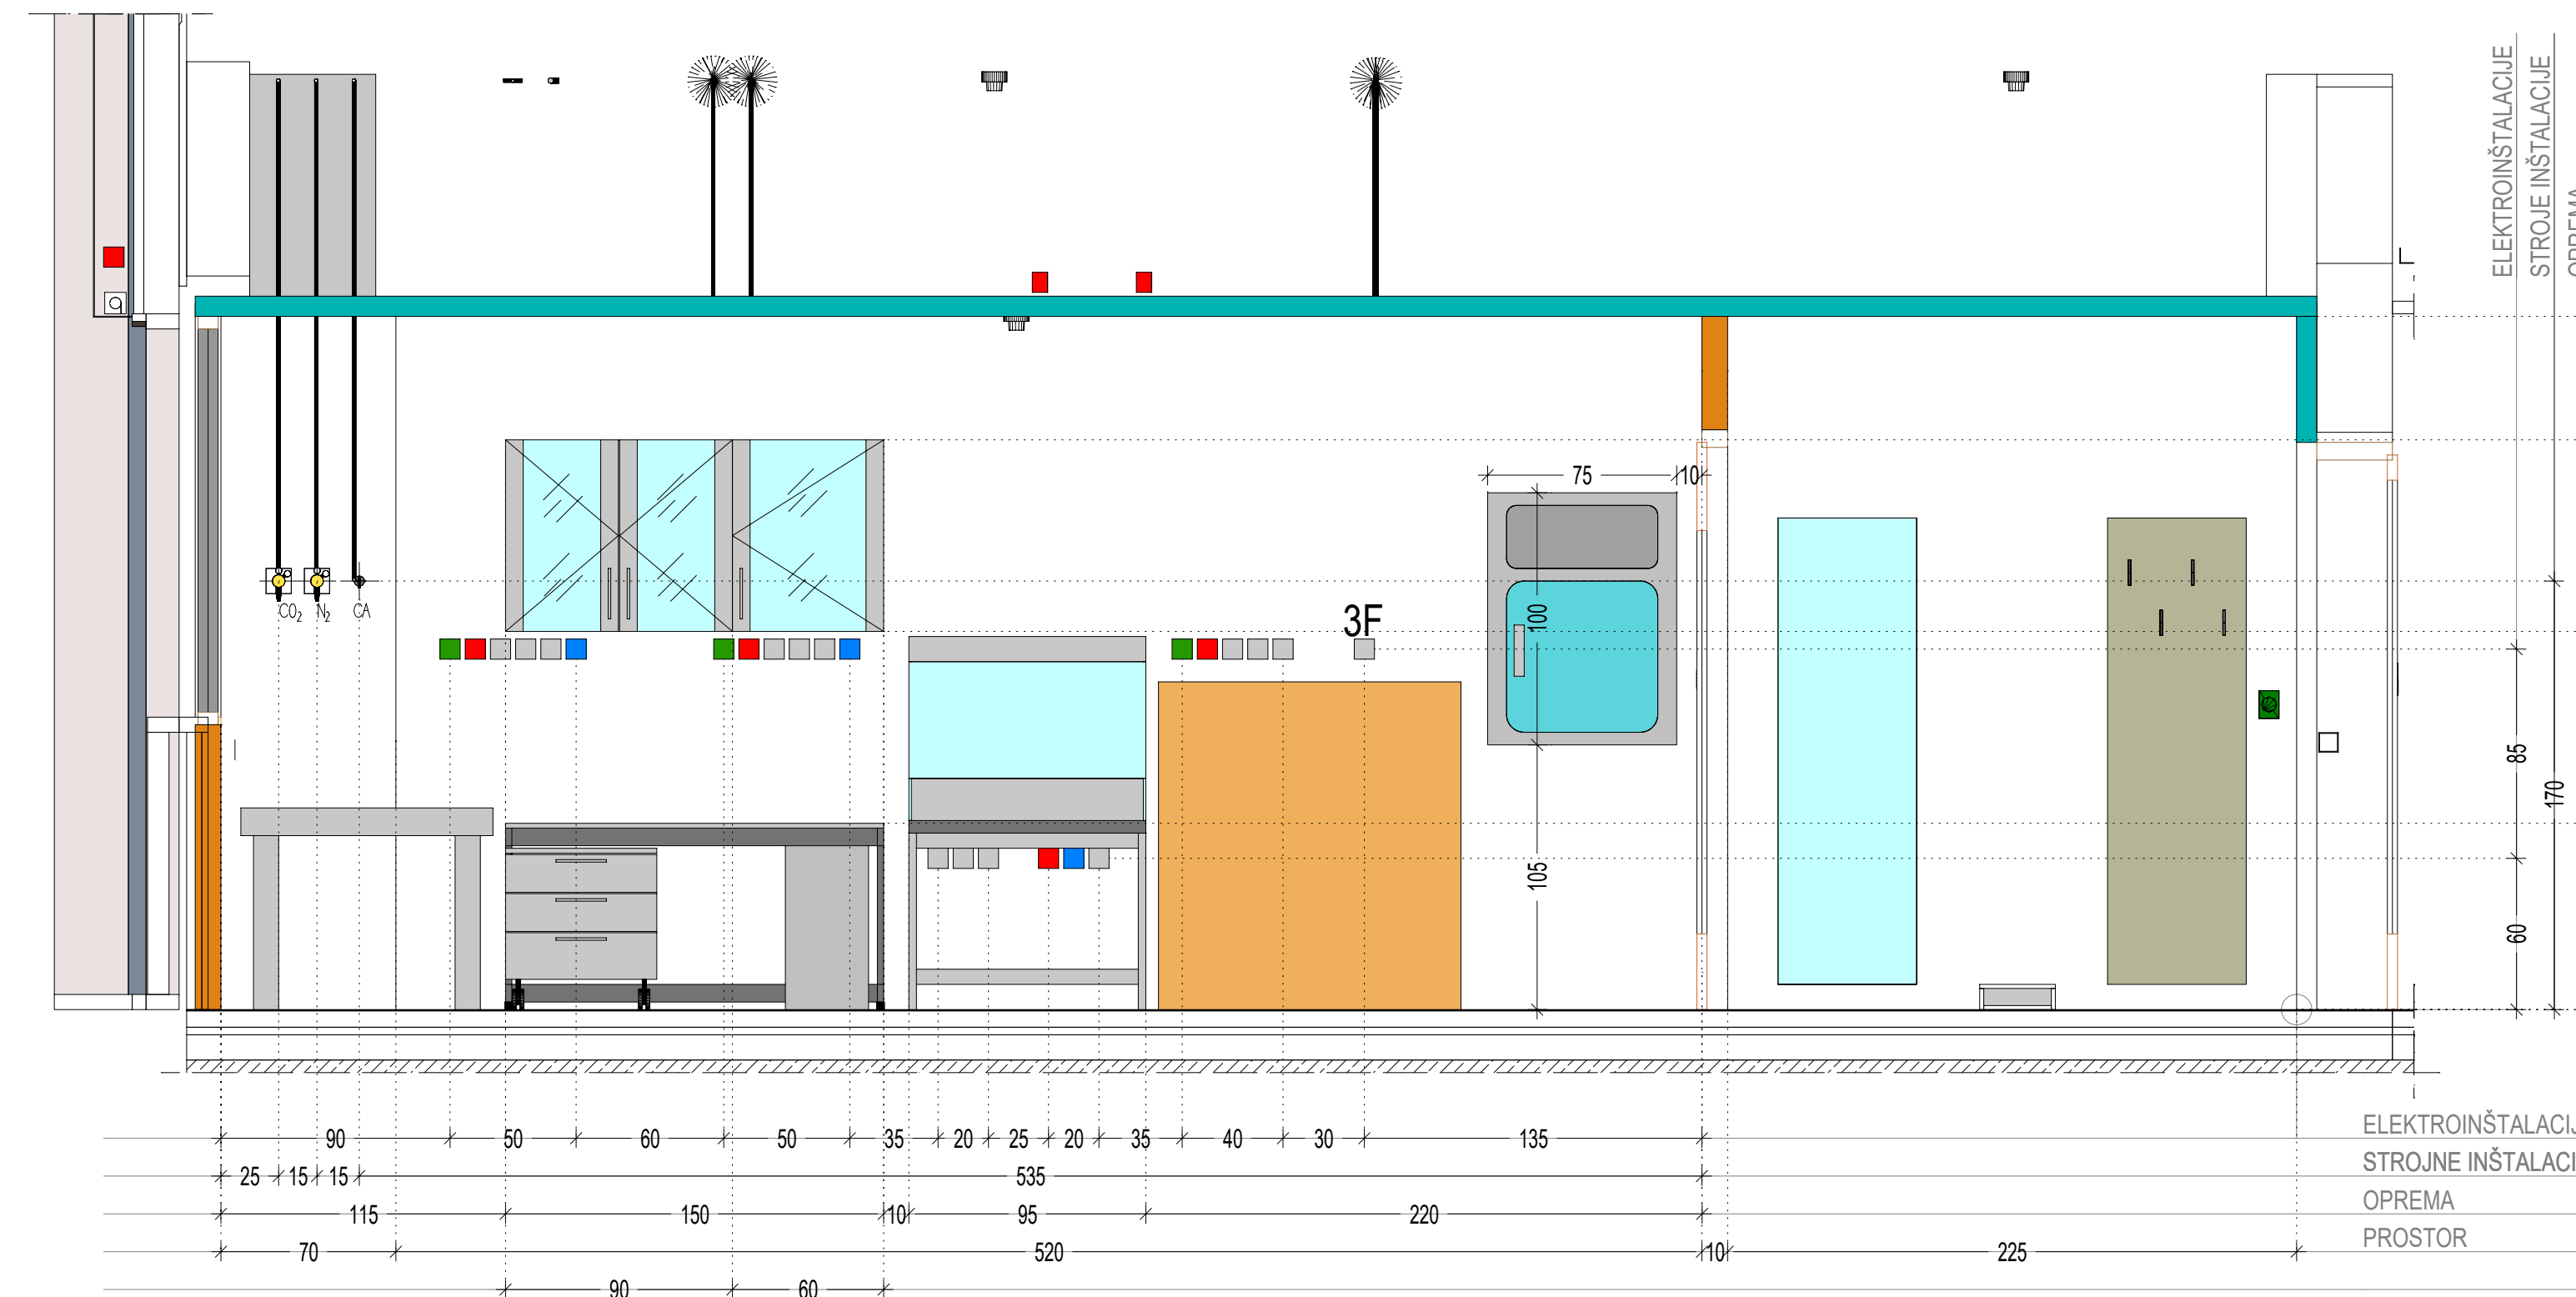 ELEKTROINŠTALACIJE
STROJE INŠTALACIJE
OPREMA
75 10
100
CO2 N2 CA
3F
85
170
105
60
90 50 60 50 35 20 25 20 35 40 30 135
ELEKTROINŠTALACIJ
25 15 15 535
STROJNE INŠTALACI
115 150 10 95 220
OPREMA
70 520 10 225
PROSTOR
90 60